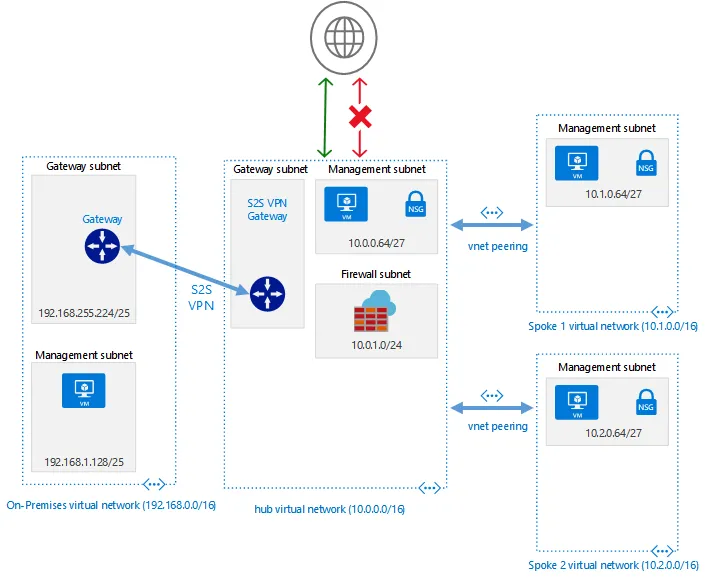 Gateway subnet
Gateway
192.168.255.224/25
Management subnet
VM
192.168.1.128/25
On-Premises virtual network (192.168.0.0/16)
S2S
VPN
Gateway subnet
S2S VPN
Gateway
Management subnet
VM
NSG
10.0.0.64/27
Firewall subnet
10.0.1.0/24
hub virtual network (10.0.0.0/16)
vnet peering
vnet peering
Management subnet
VM
NSG
10.1.0.64/27
Spoke 1 virtual network (10.1.0.0/16)
Management subnet
VM
NSG
10.2.0.64/27
Spoke 2 virtual network (10.2.0.0/16)